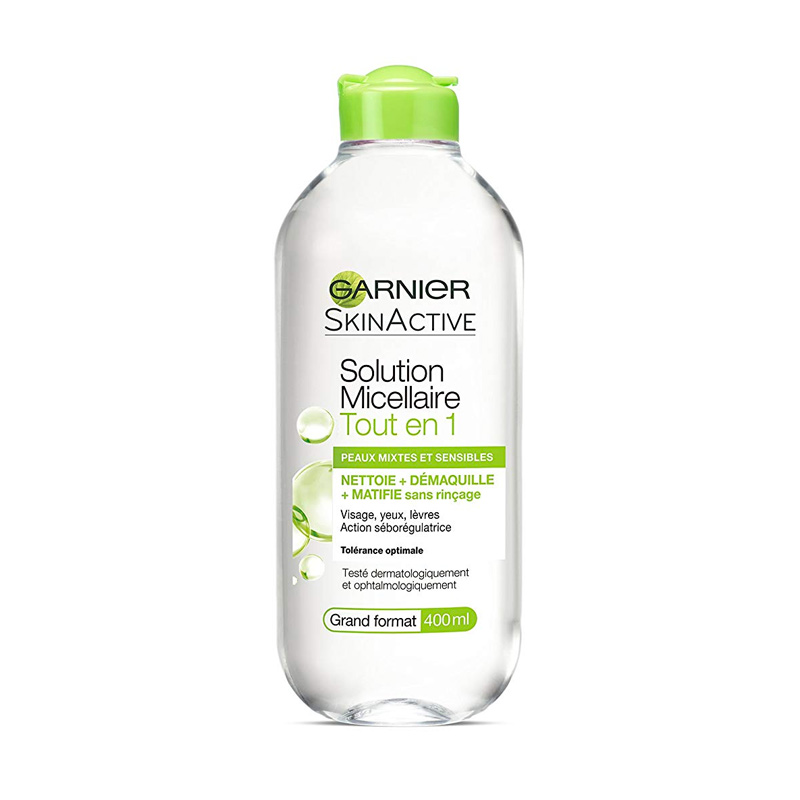 GARNIER
SKINACTIVE
Solution
Micellaire
Tout en 1
PEAUX MIXTES ET SENSIBLES
NETTOIE + DÉMAQUILLE
+ MATIFIE sans rinçage
Visage, yeux, lèvres
Action séborégulatrice
Tolérance optimale
Testé dermatologiquement
et ophtalmologiquement
Grand format 400ml